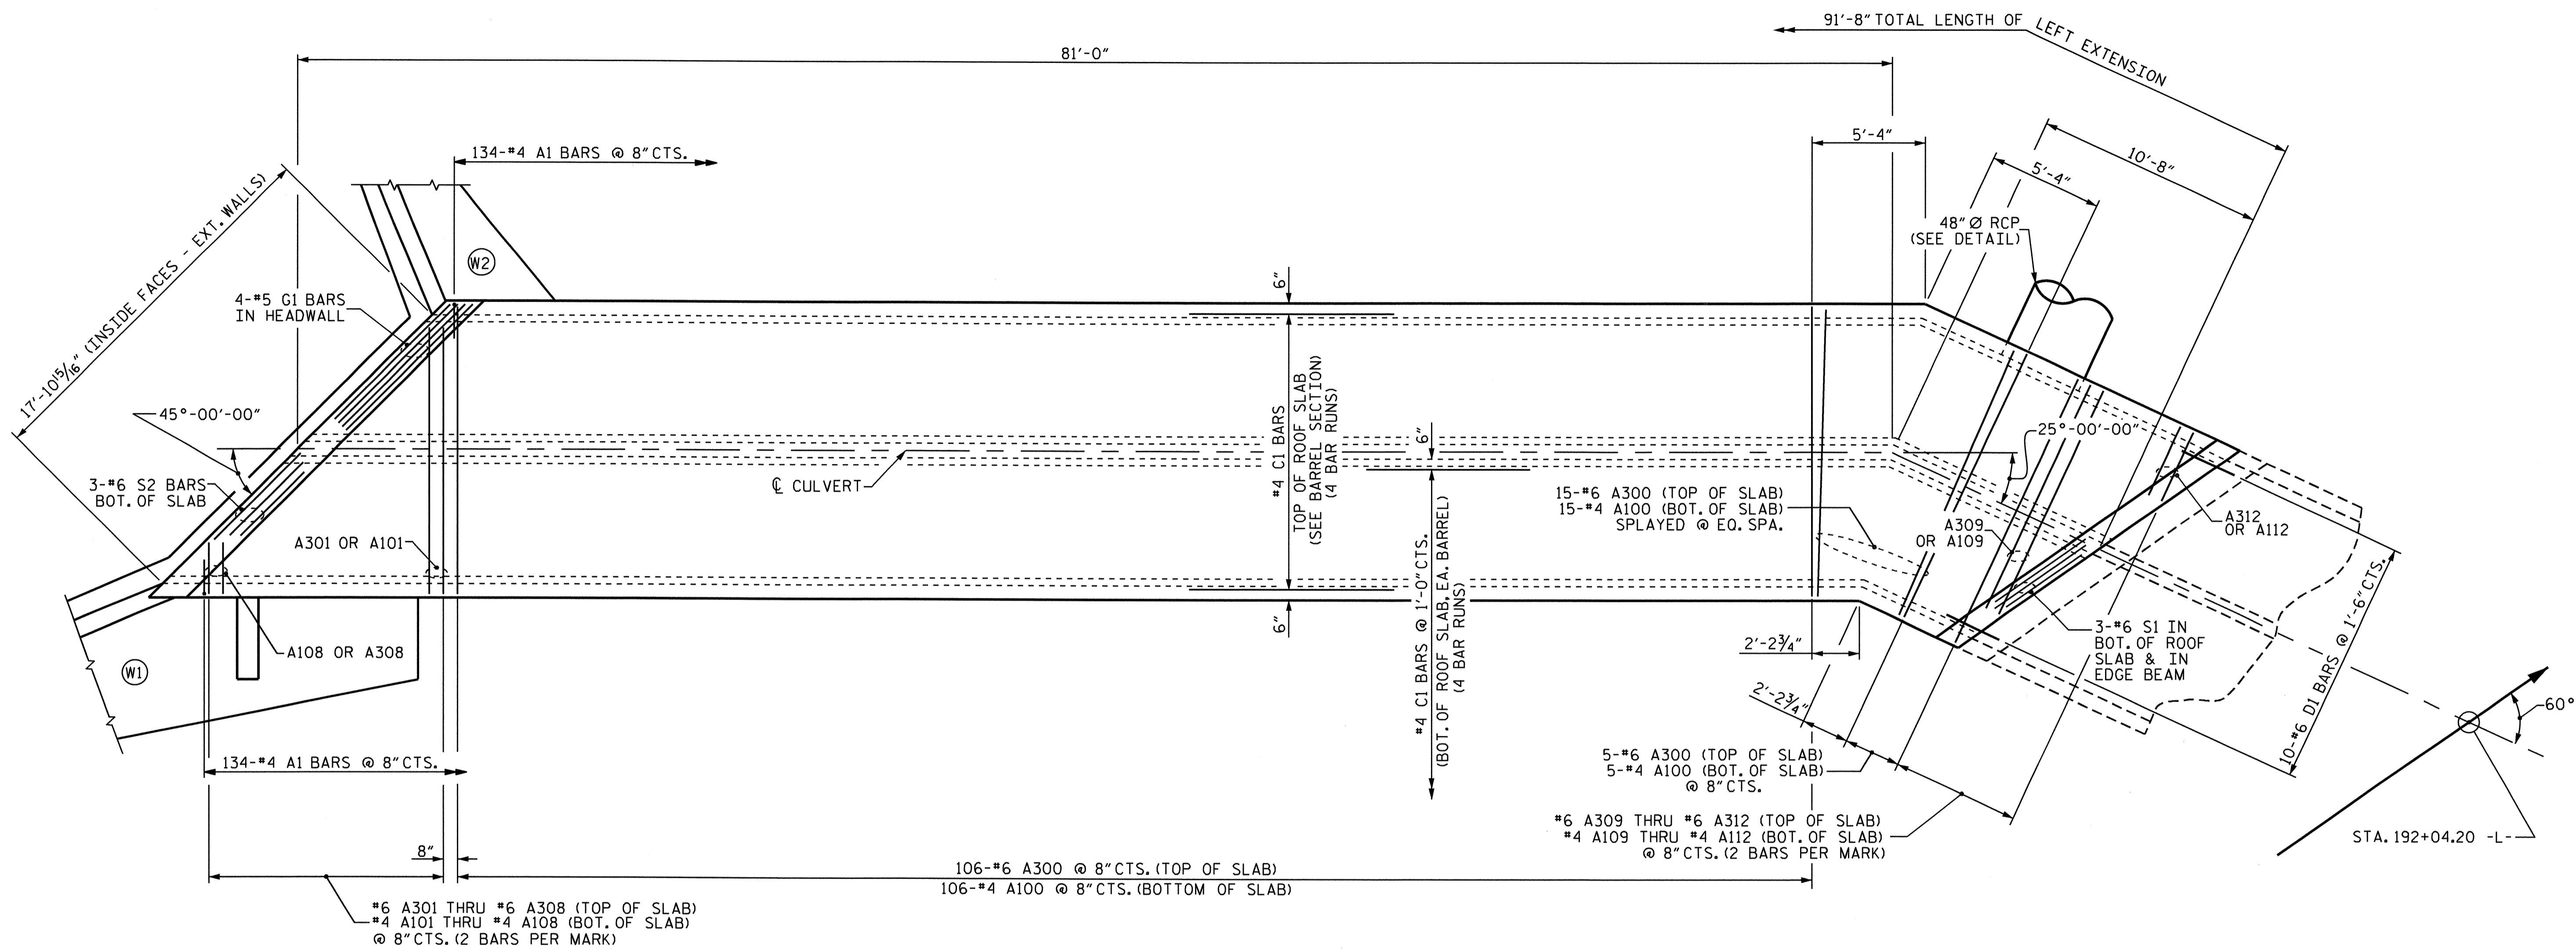 91'-8" TOTAL LENGTH OF LEFT EXTENSION
81'-0"
5'-4"
10'-8"
5'-4"
134-#4 A1 BARS @ 8" CTS.
17'-10 15/16" (INSIDE FACES - EXT. WALLS)
W2
48" Ø RCP
(SEE DETAIL)
4-#5 G1 BARS
IN HEADWALL
6"
45°-00'-00"
#4 C1 BARS
TOP OF ROOF SLAB
(SEE BARREL SECTION)
(4 BAR RUNS)
6"
25°-00'-00"
3-#6 S2 BARS
BOT. OF SLAB
℄ CULVERT
15-#6 A300 (TOP OF SLAB)
15-#4 A100 (BOT. OF SLAB)
SPLAYED @ EQ. SPA.
A309
OR A109
A312
OR A112
A301 OR A101
#4 C1 BARS @ 1'-0" CTS.
(BOT. OF ROOF SLAB, EA. BARREL)
(4 BAR RUNS)
6"
A108 OR A308
W1
2'-2¾"
3-#6 S1 IN
BOT. OF ROOF
SLAB & IN
EDGE BEAM
10-#6 D1 BARS @ 1'-6" CTS.
2'-2¾"
60°
134-#4 A1 BARS @ 8" CTS.
5-#6 A300 (TOP OF SLAB)
5-#4 A100 (BOT. OF SLAB)
@ 8" CTS.
#6 A309 THRU #6 A312 (TOP OF SLAB)
#4 A109 THRU #4 A112 (BOT. OF SLAB)
@ 8" CTS. (2 BARS PER MARK)
STA. 192+04.20 -L-
8"
106-#6 A300 @ 8" CTS. (TOP OF SLAB)
106-#4 A100 @ 8" CTS. (BOTTOM OF SLAB)
#6 A301 THRU #6 A308 (TOP OF SLAB)
#4 A101 THRU #4 A108 (BOT. OF SLAB)
@ 8" CTS. (2 BARS PER MARK)